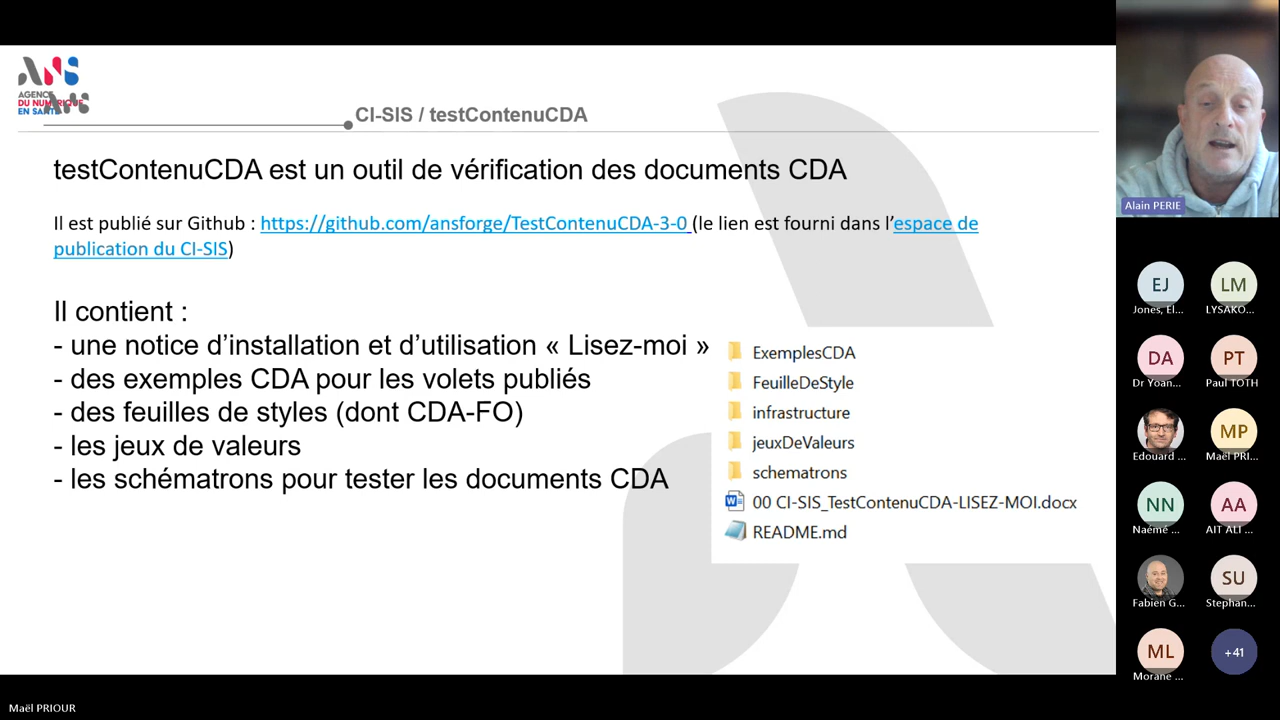 ANS
AGENCE
DU NUMÉRIQUE
EN SANTÉ
CI-SIS / testContenuCDA
testContenuCDA est un outil de vérification des documents CDA
Il est publié sur Github : https://github.com/ansforge/TestContenuCDA-3-0 (le lien est fourni dans l’espace de
publication du CI-SIS)
Il contient :
- une notice d’installation et d’utilisation « Lisez-moi »
- des exemples CDA pour les volets publiés
- des feuilles de styles (dont CDA-FO)
- les jeux de valeurs
- les schématrons pour tester les documents CDA
ExemplesCDA
FeuilleDeStyle
infrastructure
jeuxDeValeurs
schematrons
00 CI-SIS_TestContenuCDA-LISEZ-MOI.docx
README.md
Alain PERIE
EJ
LM
Jones, El...
LYSAKO...
DA
PT
Dr Yoan...
Paul TOTH
MP
Edouard ...
Maël PRI...
NN
AA
Naémé ...
AIT ALI ...
SU
Fabien G...
Stephan...
ML
+41
Morane ...
Maël PRIOUR